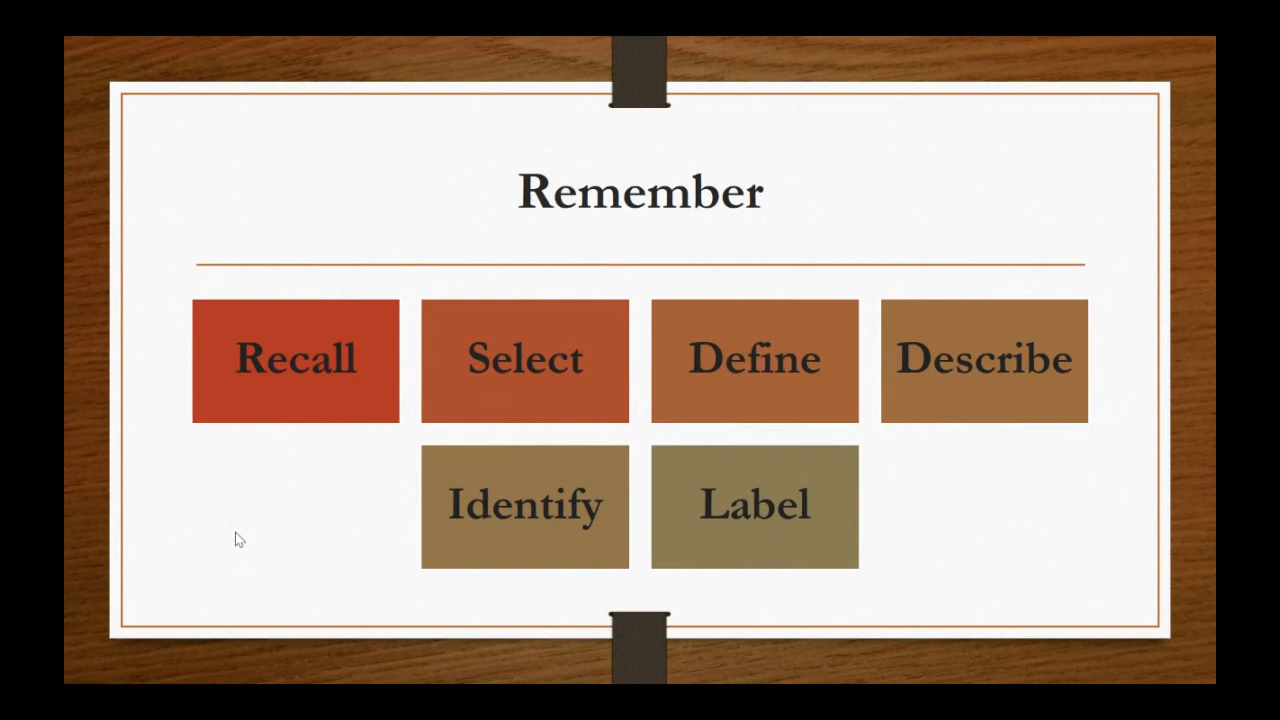 Remember
Recall
Select
Define
Describe
Identify
Label